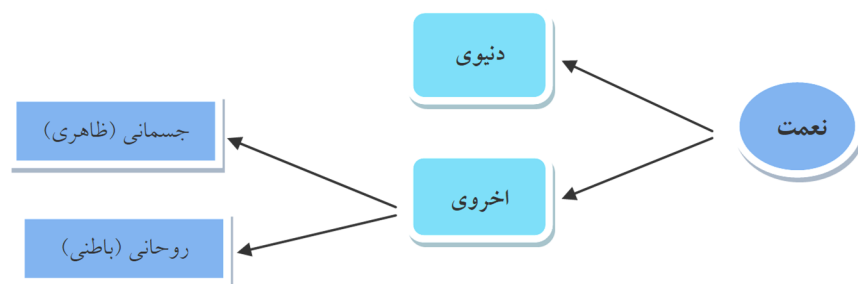 نعمت
دنیوی
اخروی
جسمانی (ظاهری)
روحانی (باطنی)